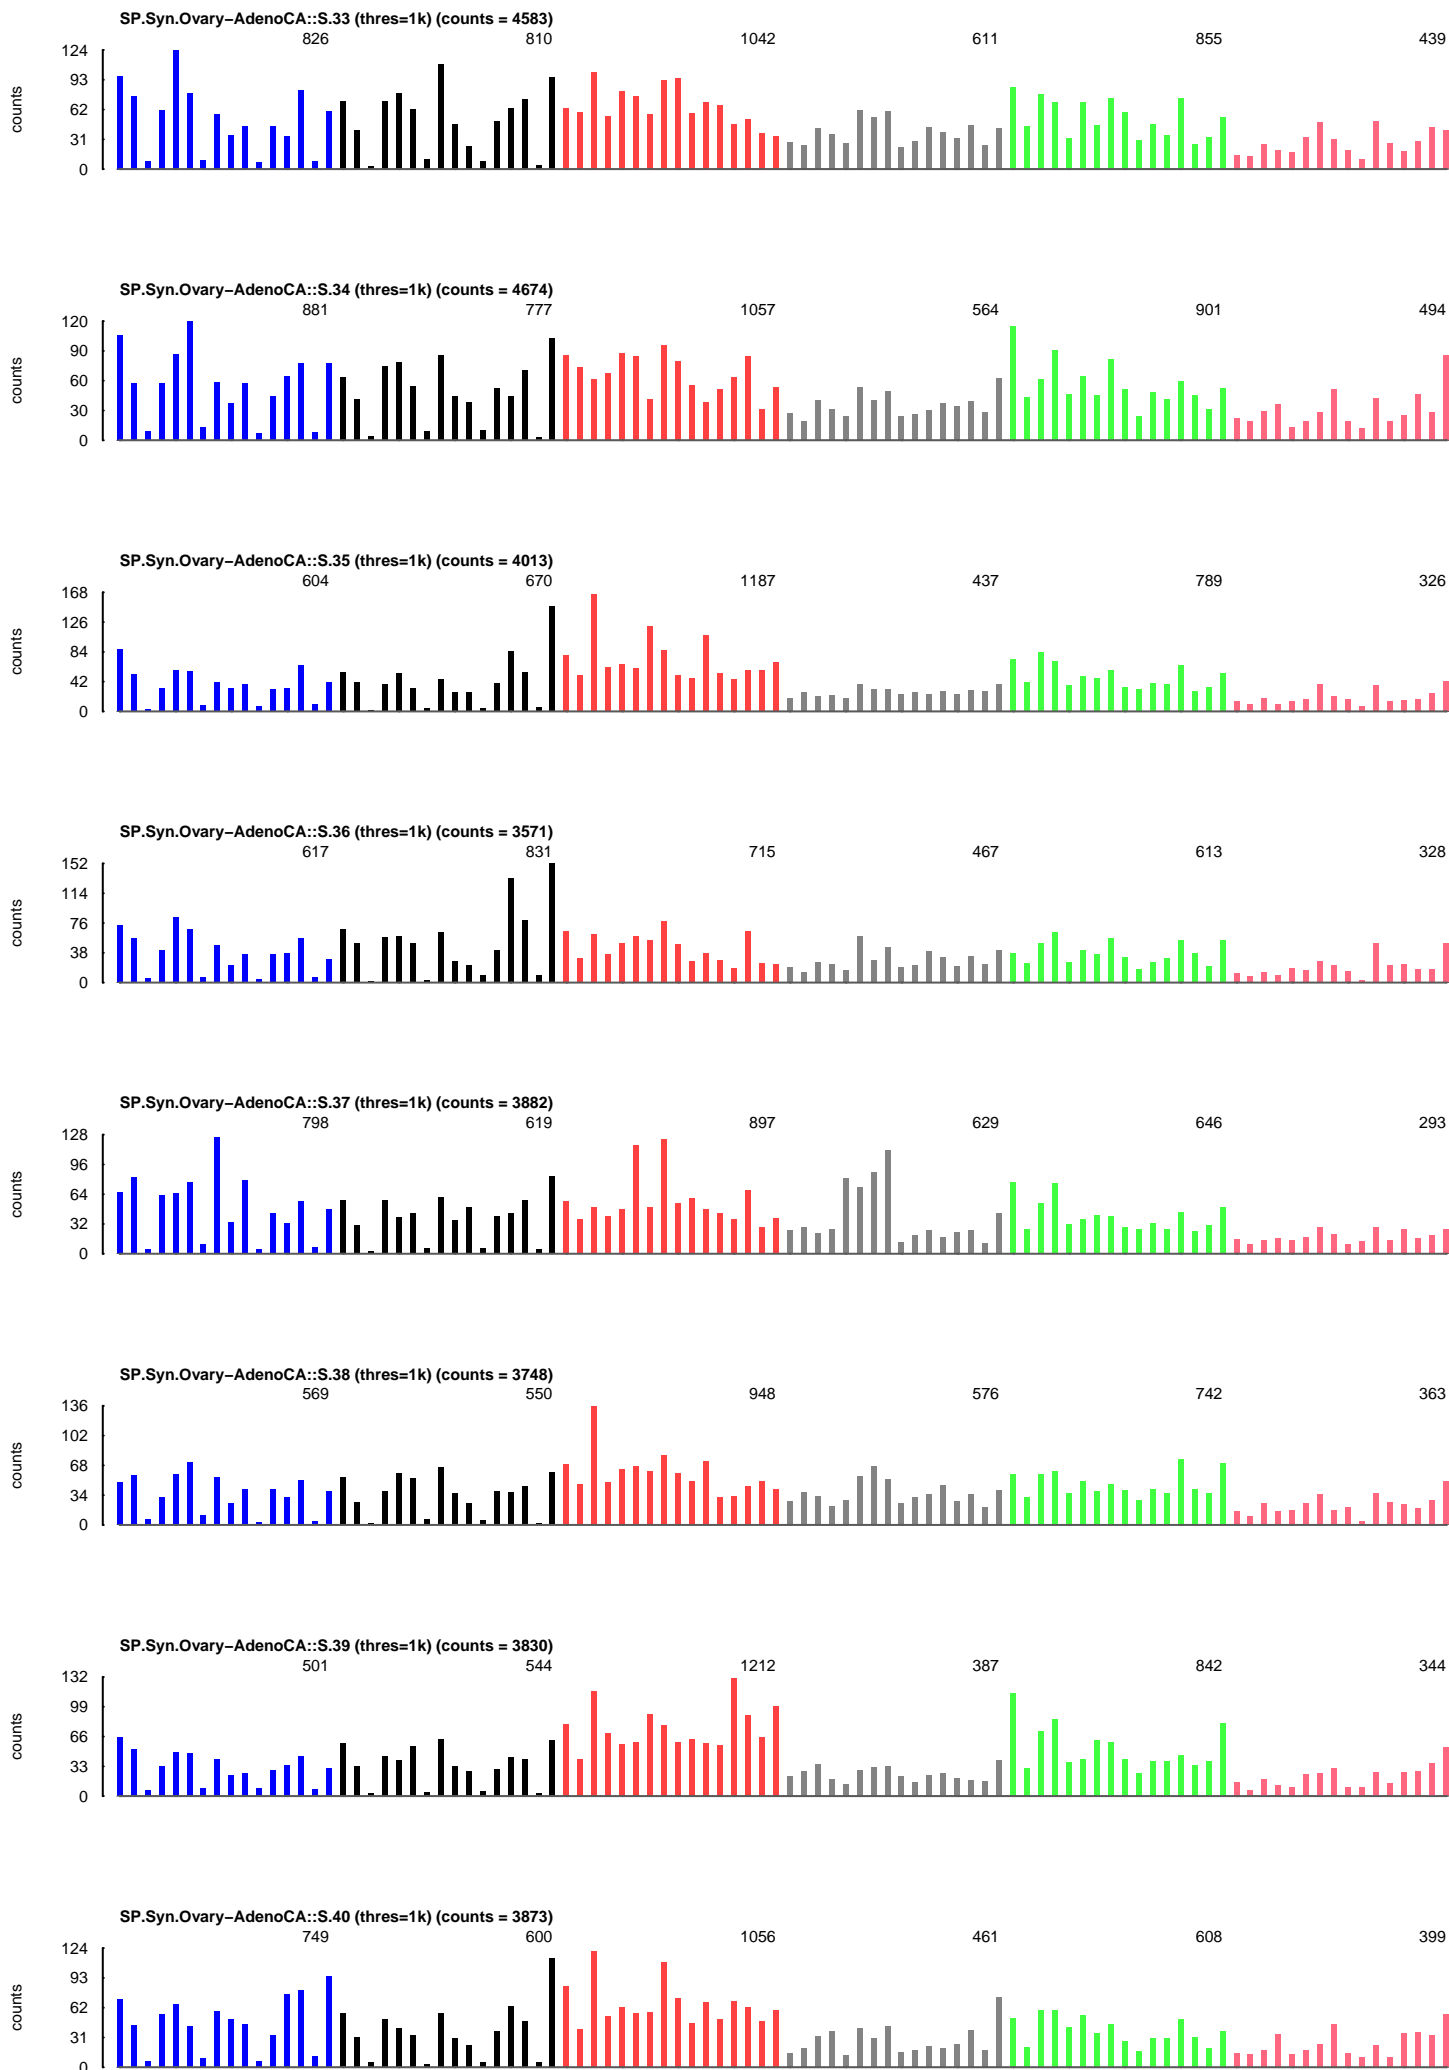 SP.Syn.Ovary−AdenoCA::S.33 (thres=1k) (counts = 4583)
826 810 1042 611 855 439
124
93
62
31
0
counts
SP.Syn.Ovary−AdenoCA::S.34 (thres=1k) (counts = 4674)
881 777 1057 564 901 494
120
90
60
30
0
counts
SP.Syn.Ovary−AdenoCA::S.35 (thres=1k) (counts = 4013)
604 670 1187 437 789 326
168
126
84
42
0
counts
SP.Syn.Ovary−AdenoCA::S.36 (thres=1k) (counts = 3571)
617 831 715 467 613 328
152
114
76
38
0
counts
SP.Syn.Ovary−AdenoCA::S.37 (thres=1k) (counts = 3882)
798 619 897 629 646 293
128
96
64
32
0
counts
SP.Syn.Ovary−AdenoCA::S.38 (thres=1k) (counts = 3748)
569 550 948 576 742 363
136
102
68
34
0
counts
SP.Syn.Ovary−AdenoCA::S.39 (thres=1k) (counts = 3830)
501 544 1212 387 842 344
132
99
66
33
0
counts
SP.Syn.Ovary−AdenoCA::S.40 (thres=1k) (counts = 3873)
749 600 1056 461 608 399
124
93
62
31
0
counts